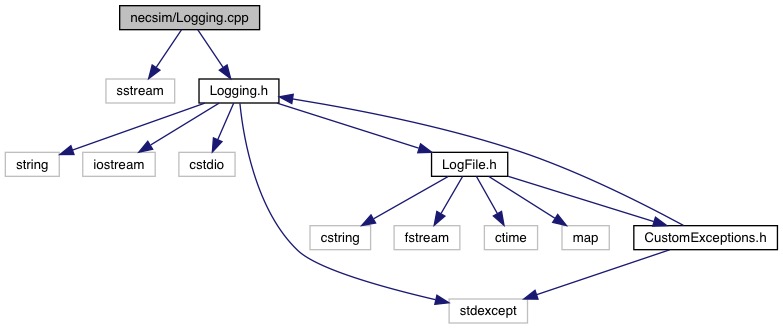 necsim/Logging.cpp
sstream
Logging.h
string
iostream
cstdio
LogFile.h
cstring
fstream
ctime
map
CustomExceptions.h
stdexcept